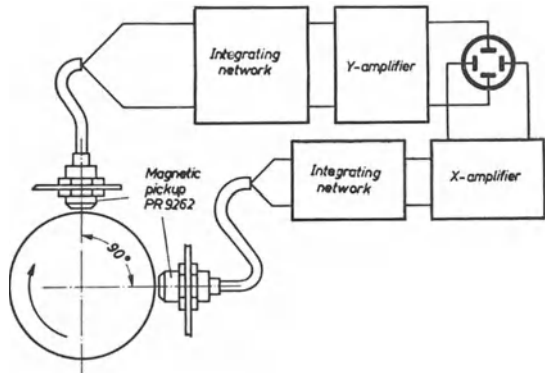 Integrating
network
Y-amplifier
Magnetic
pickup
PR 9262
Integrating
network
X-amplifier
90°